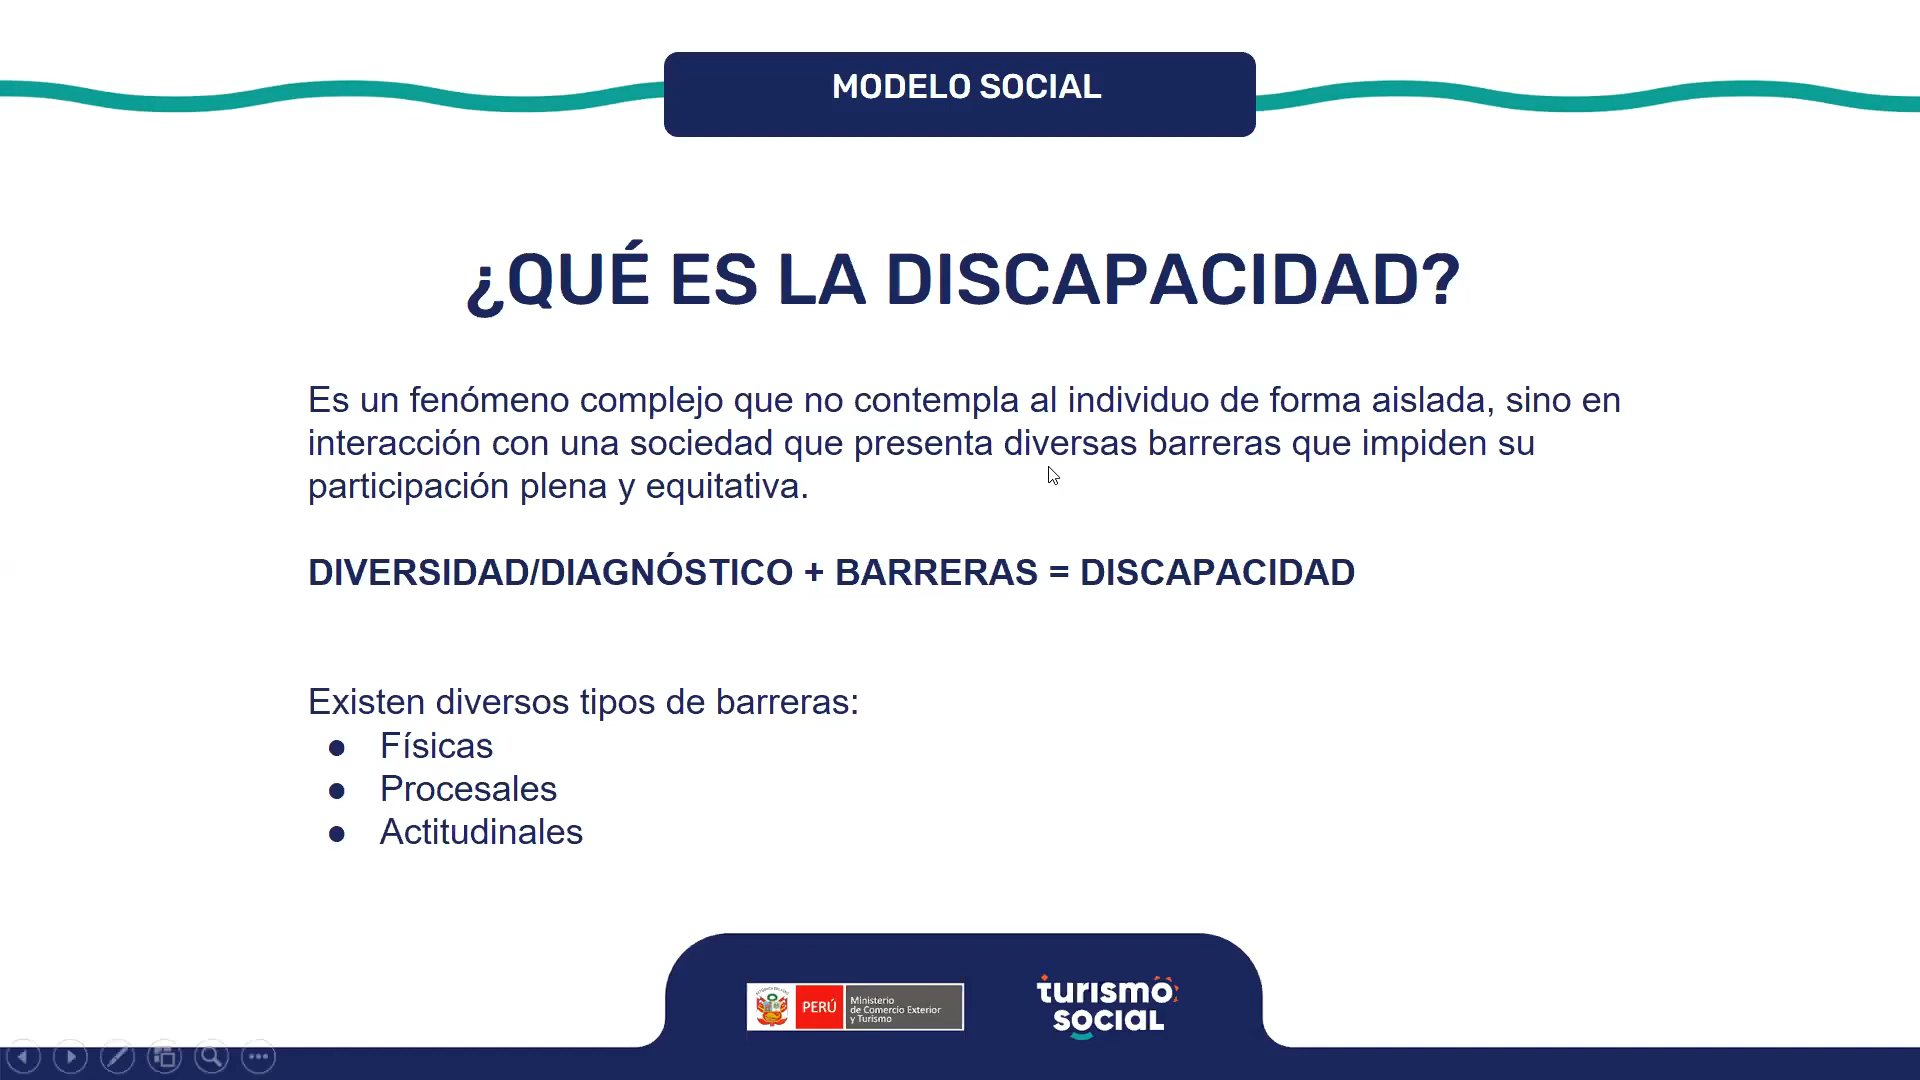 MODELO SOCIAL
¿QUÉ ES LA DISCAPACIDAD?
Es un fenómeno complejo que no contempla al individuo de forma aislada, sino en
interacción con una sociedad que presenta diversas barreras que impiden su
participación plena y equitativa.
DIVERSIDAD/DIAGNÓSTICO + BARRERAS = DISCAPACIDAD
Existen diversos tipos de barreras:
● Físicas
● Procesales
● Actitudinales
PERÚ
Ministerio
de Comercio Exterior
y Turismo
turismo
social